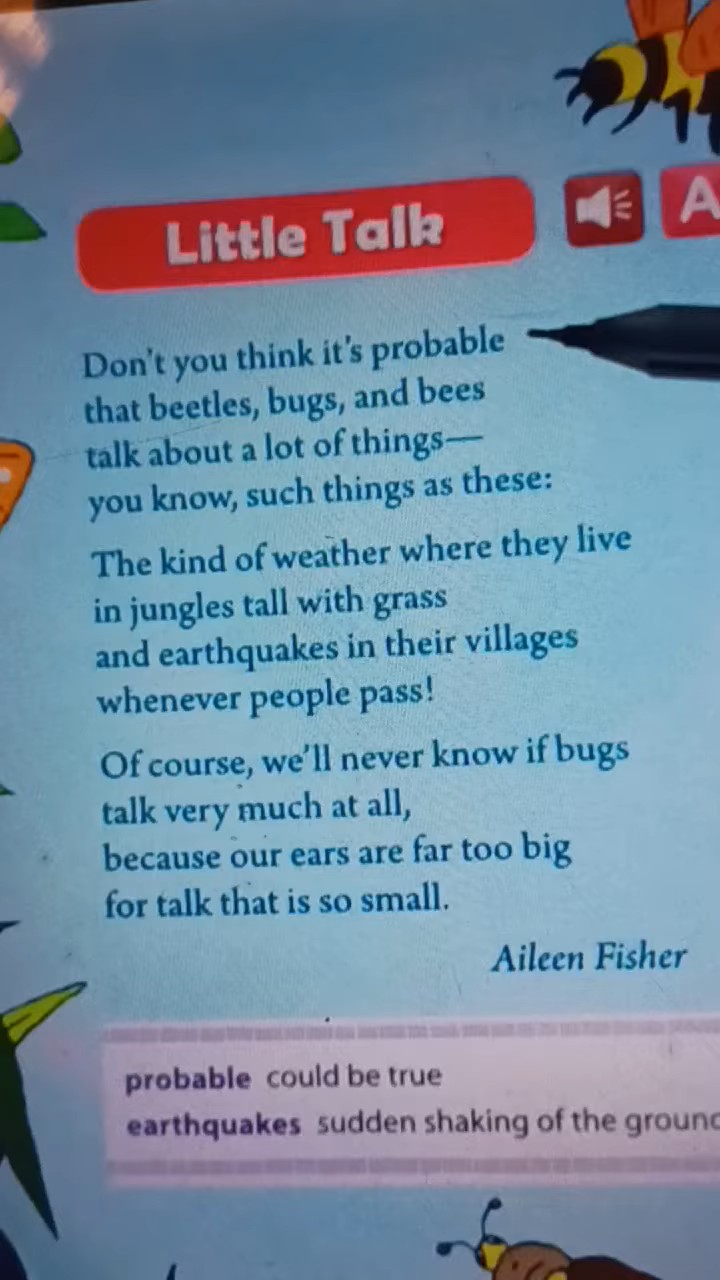 Little Talk
A
Don't you think it's probable
that beetles, bugs, and bees
talk about a lot of things—
you know, such things as these:
The kind of weather where they live
in jungles tall with grass
and earthquakes in their villages
whenever people pass!
Of course, we'll never know if bugs
talk very much at all,
because our ears are far too big
for talk that is so small.
Aileen Fisher
probable could be true
earthquakes sudden shaking of the ground